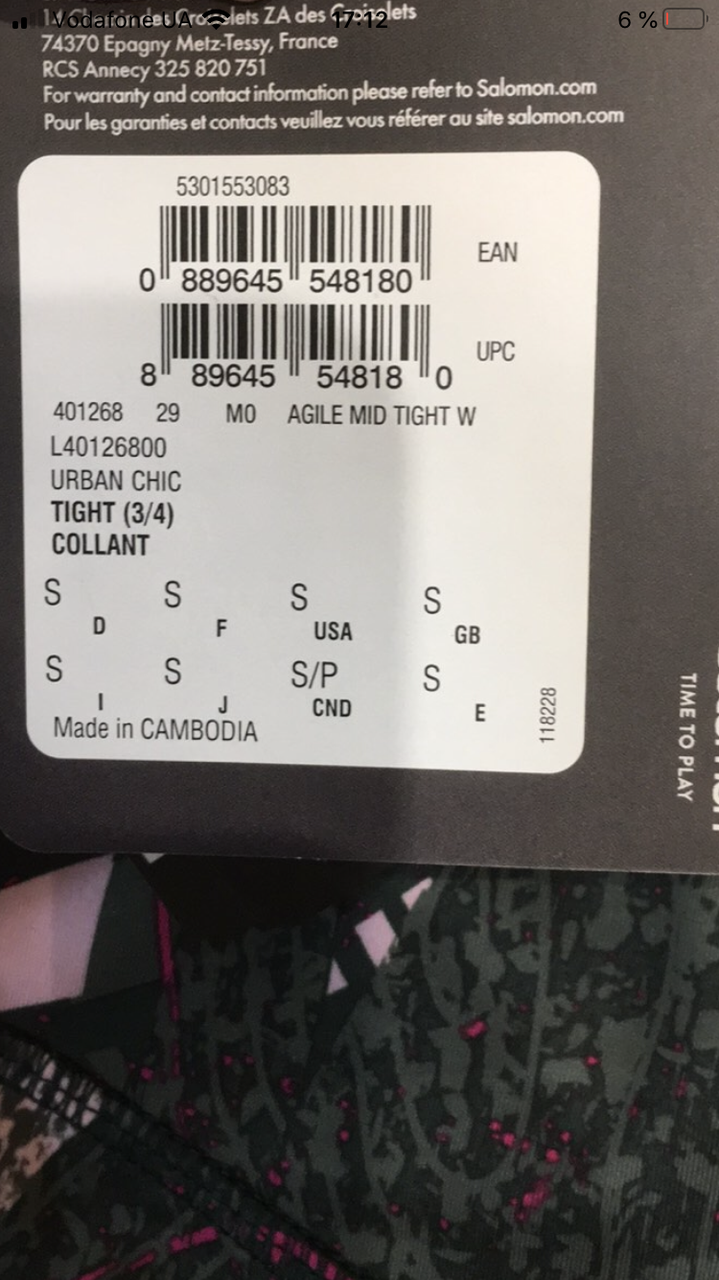 Vodafone UA 17:12 6 %
ZA des
74370 Epagny Metz-Tessy, France
RCS Annecy 325 820 751
For warranty and contact information please refer to Salomon.com
Pour les garanties et contacts veuillez vous référer au site salomon.com
5301553083
EAN
0 889645 548180
UPC
8 89645 54818 0
401268 29 M0 AGILE MID TIGHT W
L40126800
URBAN CHIC
TIGHT (3/4)
COLLANT
S S S S
D F USA GB
S S S/P S
I J CND E
Made in CAMBODIA
118228
TIME TO PLAY